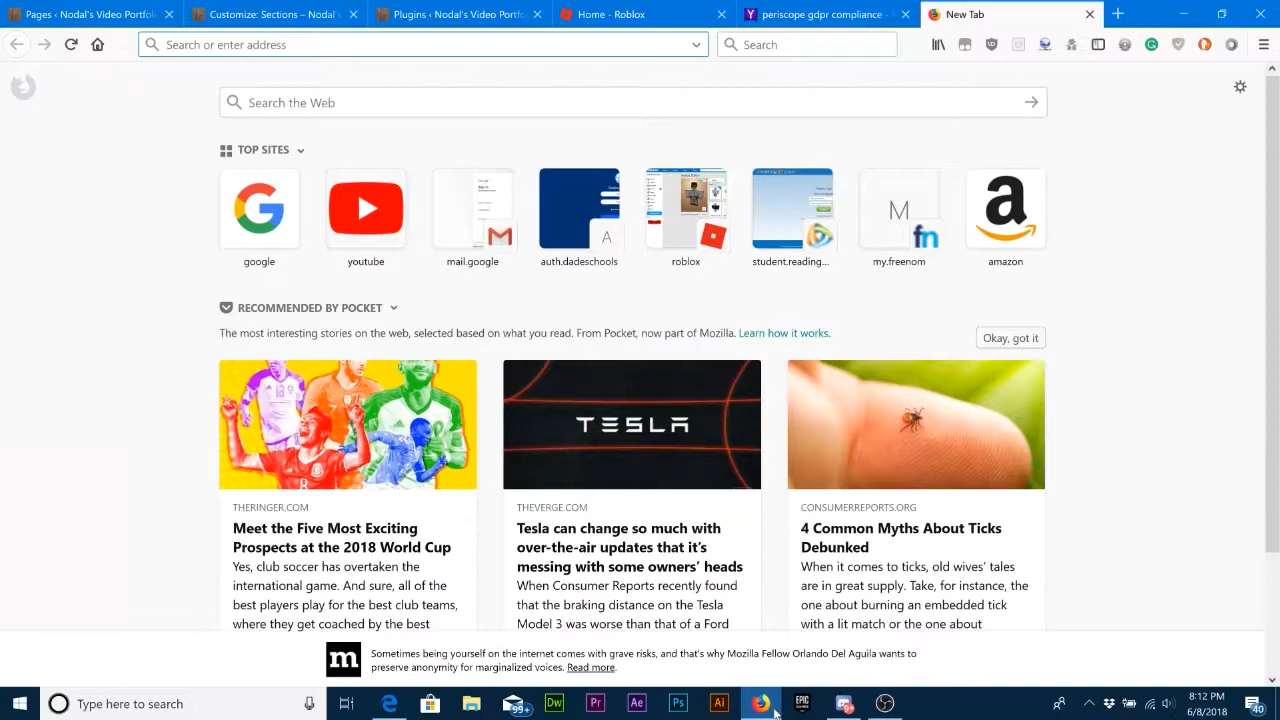 Pages ‹ Nodal's Video Portfo
Customize: Sections – Nodal's
Plugins ‹ Nodal's Video Portfo
Home - Roblox
periscope gdpr compliance -
New Tab
Search or enter address
Search
Search the Web
TOP SITES
A
M
fn
a
google
youtube
mail.google
auth.dadeschools
roblox
student.reading...
my.freenom
amazon
RECOMMENDED BY POCKET
The most interesting stories on the web, selected based on what you read. From Pocket, now part of Mozilla. Learn how it works.
Okay, got it
TESLA
THERINGER.COM
THEVERGE.COM
CONSUMERREPORTS.ORG
Meet the Five Most Exciting
Prospects at the 2018 World Cup
Yes, club soccer has overtaken the
international game. And sure, all of the
best players play for the best club teams,
where they get coached by the best
Tesla can change so much with
over-the-air updates that it's
messing with some owners' heads
When Consumer Reports recently found
that the braking distance on the Tesla
Model 3 was worse than that of a Ford
4 Common Myths About Ticks
Debunked
When it comes to ticks, old wives' tales
are in great supply. Take, for instance, the
one about burning an embedded tick
with a lit match or the one about
m
Sometimes being yourself on the internet comes with grave risks, and that's why Mozilla Fellow Orlando Del Aguila wants to
preserve anonymity for marginalized voices. Read more.
Type here to search
99+
Dw
Pr
Ae
Ps
Ai
EPIC
GAMES
8:12 PM
6/8/2018
40